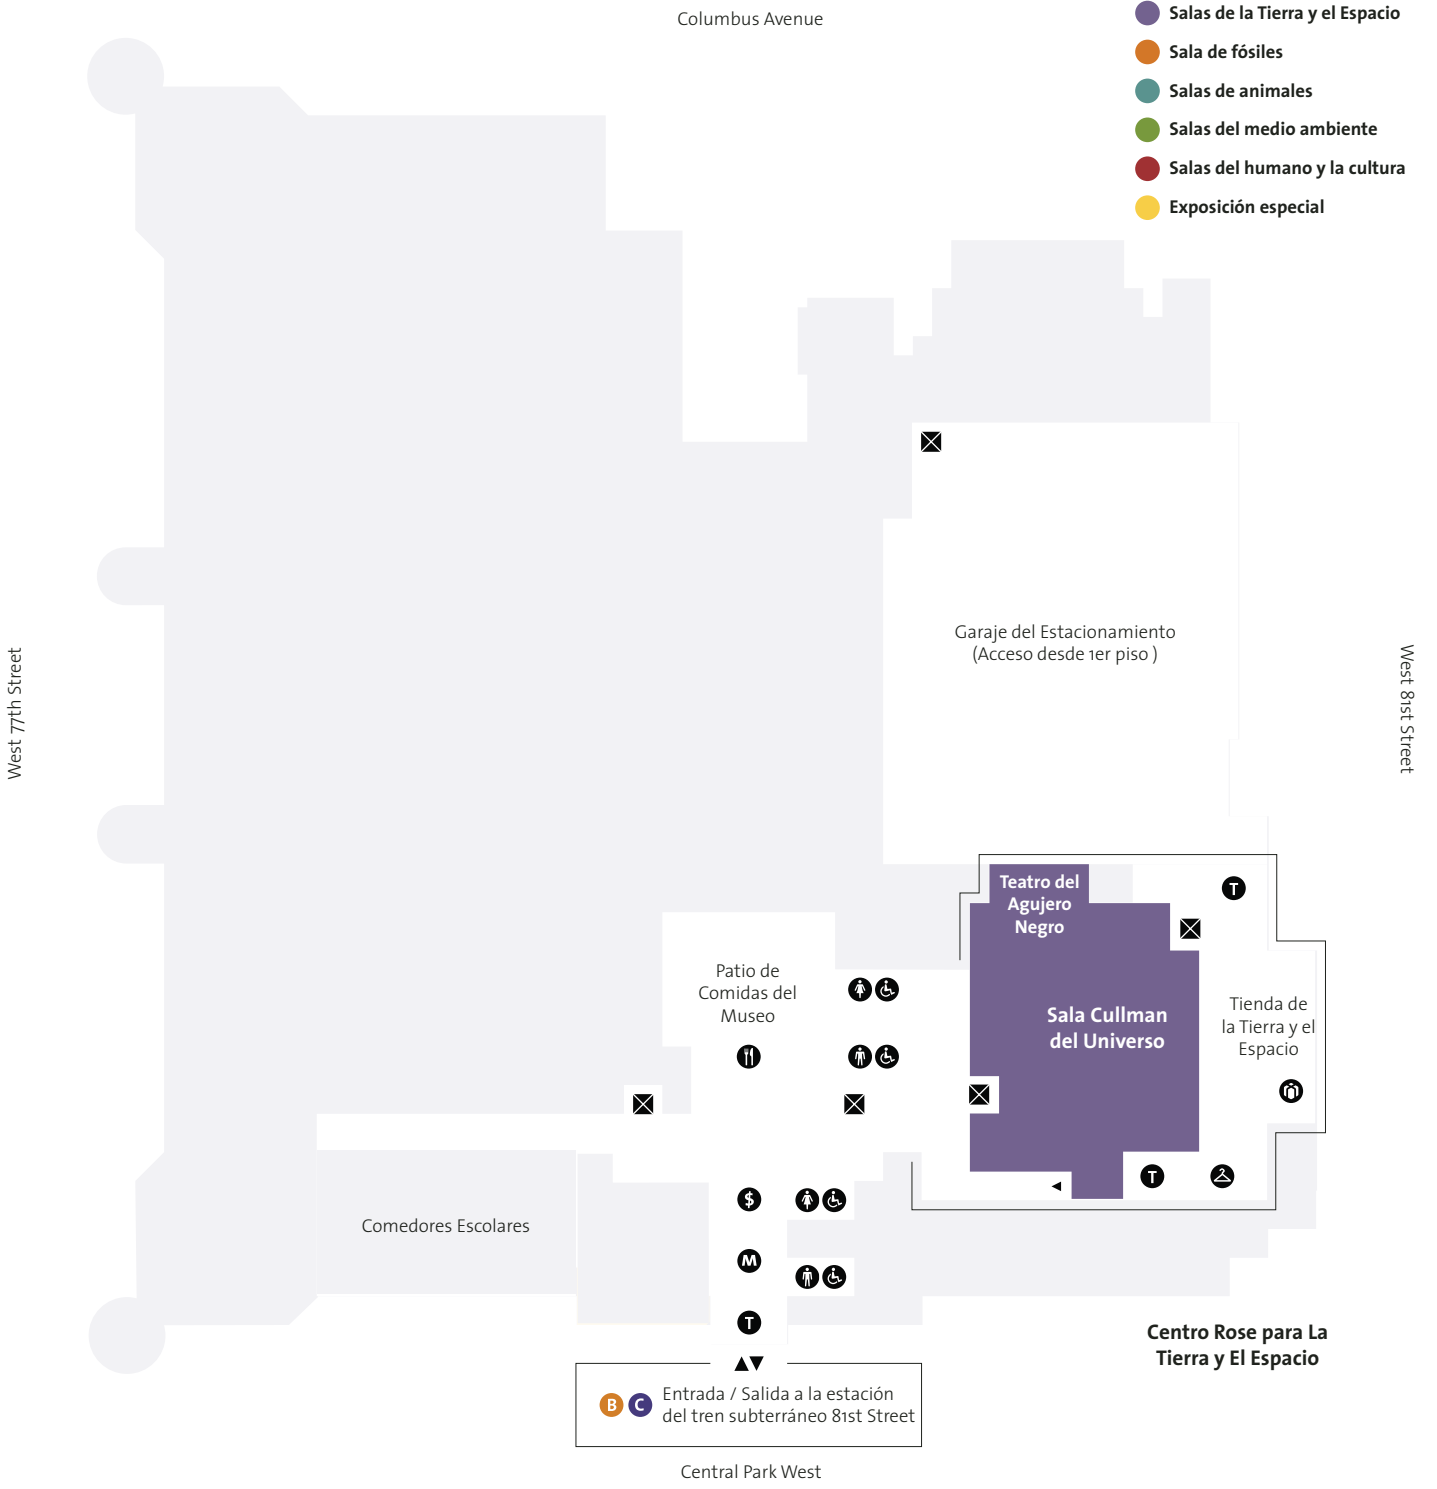 Columbus Avenue
Salas de la Tierra y el Espacio
Sala de fósiles
Salas de animales
Salas del medio ambiente
Salas del humano y la cultura
Exposición especial
West 77th Street
West 81st Street
Garaje del Estacionamiento
(Acceso desde 1er piso )
Teatro del
Agujero
Negro
T
Patio de
Comidas del
Museo
Sala Cullman
del Universo
Tienda de
la Tierra y el
Espacio
T
$
Comedores Escolares
M
T
Centro Rose para La
Tierra y El Espacio
B C
Entrada / Salida a la estación
del tren subterráneo 81st Street
Central Park West